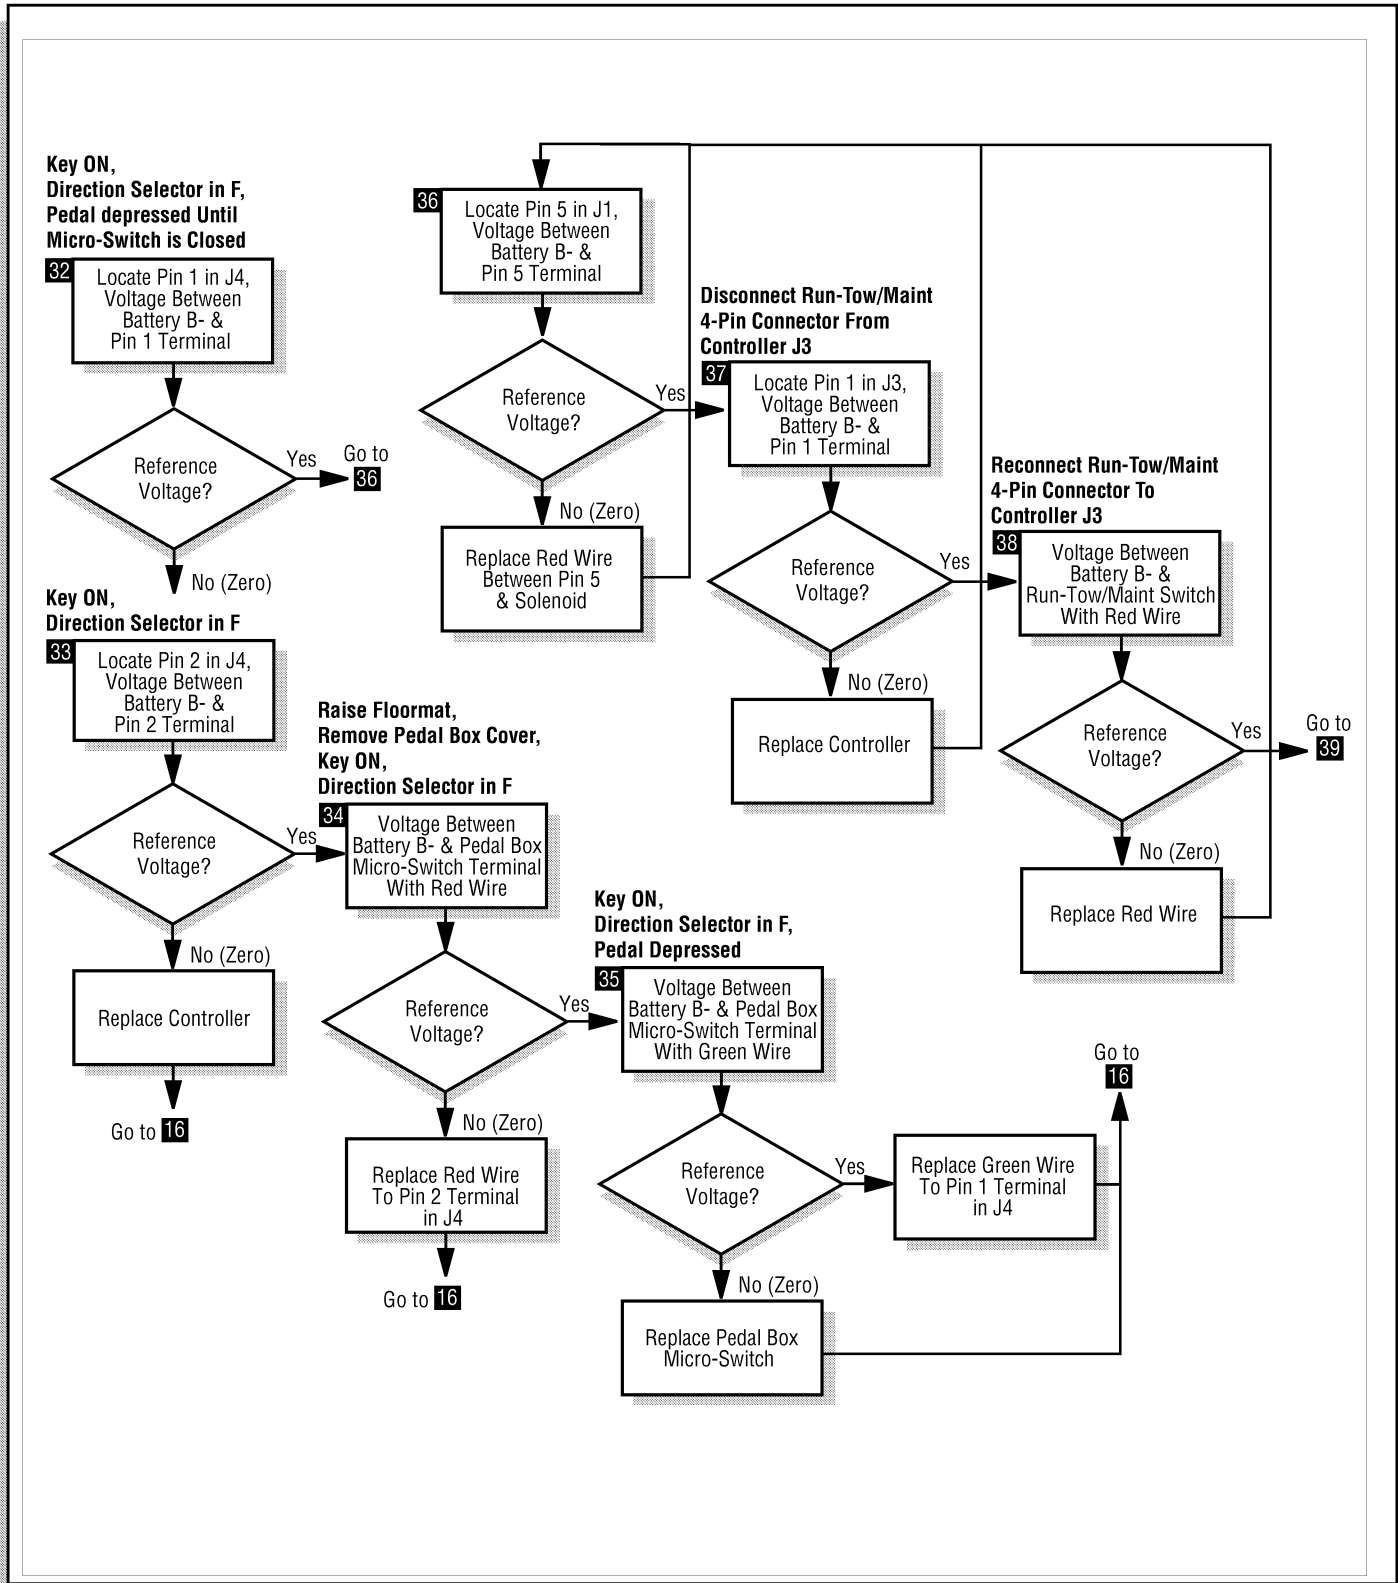 Key ON,
Direction Selector in F,
Pedal depressed Until
Micro-Switch is Closed
32
Locate Pin 1 in J4,
Voltage Between
Battery B- &
Pin 1 Terminal
Reference
Voltage?
Yes
Go to
36
No (Zero)
Key ON,
Direction Selector in F
33
Locate Pin 2 in J4,
Voltage Between
Battery B- &
Pin 2 Terminal
Reference
Voltage?
Yes
No (Zero)
Replace Controller
Go to 16
Raise Floormat,
Remove Pedal Box Cover,
Key ON,
Direction Selector in F
34
Voltage Between
Battery B- & Pedal Box
Micro-Switch Terminal
With Red Wire
Reference
Voltage?
Yes
No (Zero)
Replace Red Wire
To Pin 2 Terminal
in J4
Go to 16
Key ON,
Direction Selector in F,
Pedal Depressed
35
Voltage Between
Battery B- & Pedal Box
Micro-Switch Terminal
With Green Wire
Reference
Voltage?
Yes
Replace Green Wire
To Pin 1 Terminal
in J4
No (Zero)
Replace Pedal Box
Micro-Switch
Go to
16
36
Locate Pin 5 in J1,
Voltage Between
Battery B- &
Pin 5 Terminal
Reference
Voltage?
Yes
No (Zero)
Replace Red Wire
Between Pin 5
& Solenoid
Disconnect Run-Tow/Maint
4-Pin Connector From
Controller J3
37
Locate Pin 1 in J3,
Voltage Between
Battery B- &
Pin 1 Terminal
Reference
Voltage?
Yes
No (Zero)
Replace Controller
Reconnect Run-Tow/Maint
4-Pin Connector To
Controller J3
38
Voltage Between
Battery B- &
Run-Tow/Maint Switch
With Red Wire
Reference
Voltage?
Yes
Go to
39
No (Zero)
Replace Red Wire